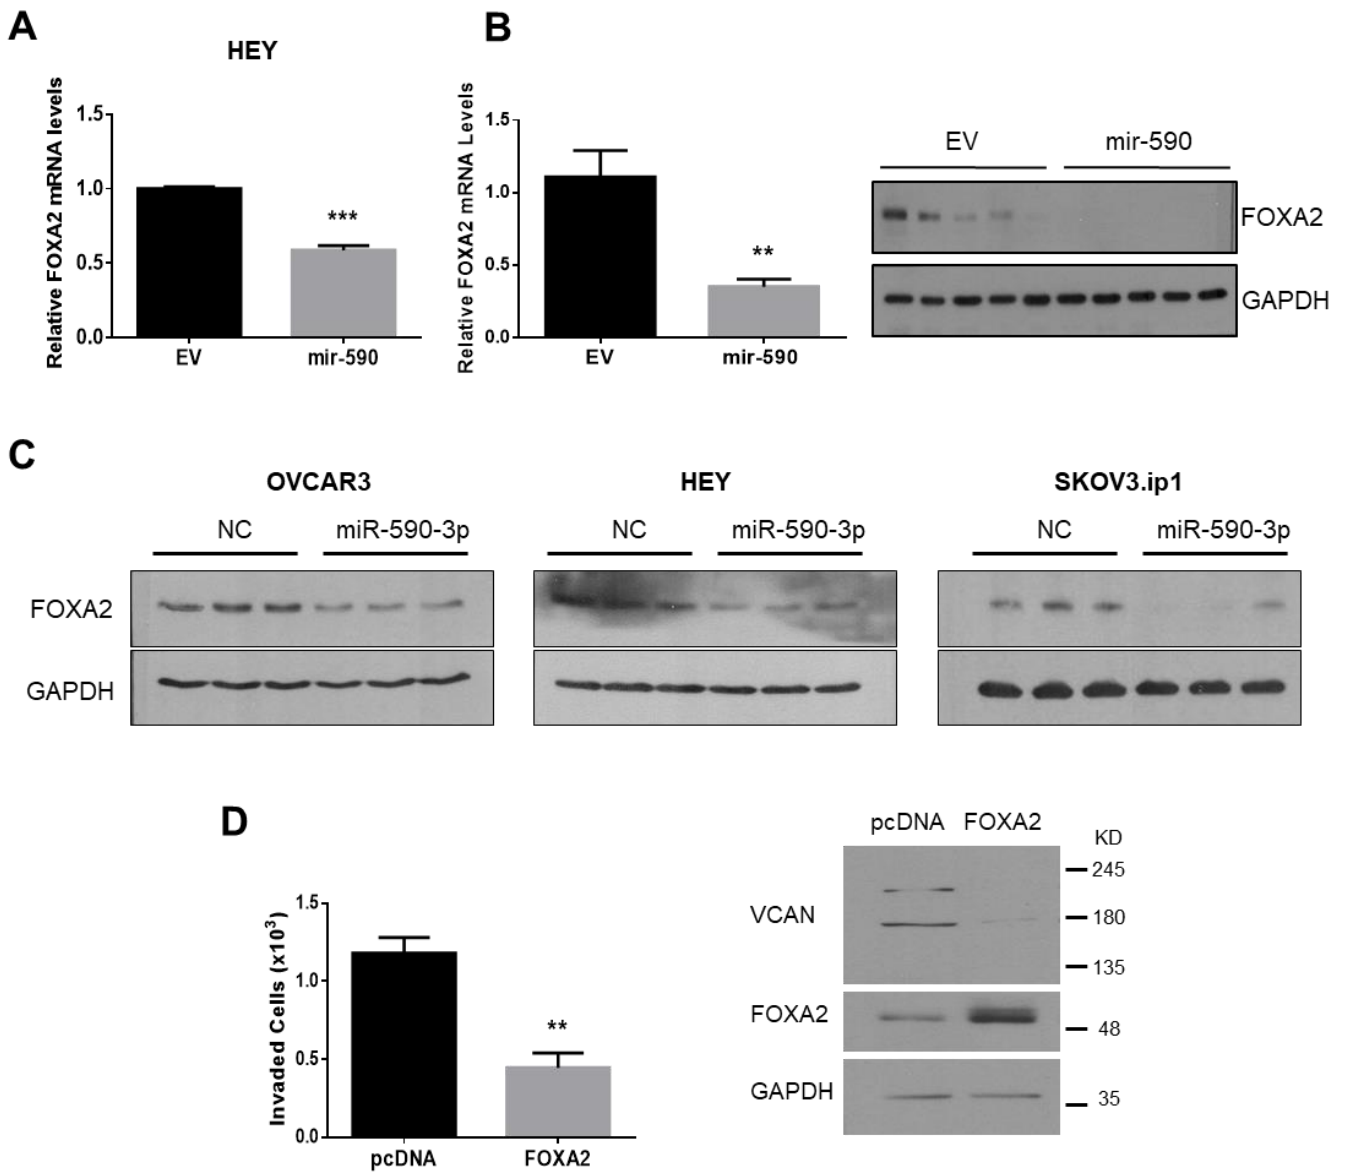 A
HEY
Relative FOXA2 mRNA levels
1.5
1.0
0.5
0.0
***
EV
mir-590
B
Relative FOXA2 mRNA Levels
1.5
1.0
0.5
0.0
**
EV
mir-590
EV
mir-590
FOXA2
GAPDH
C
OVCAR3
HEY
SKOV3.ip1
NC
miR-590-3p
NC
miR-590-3p
NC
miR-590-3p
FOXA2
GAPDH
D
Invaded Cells (x10³)
1.5
1.0
0.5
0.0
**
pcDNA
FOXA2
pcDNA
FOXA2
KD
VCAN
245
180
135
FOXA2
48
GAPDH
35